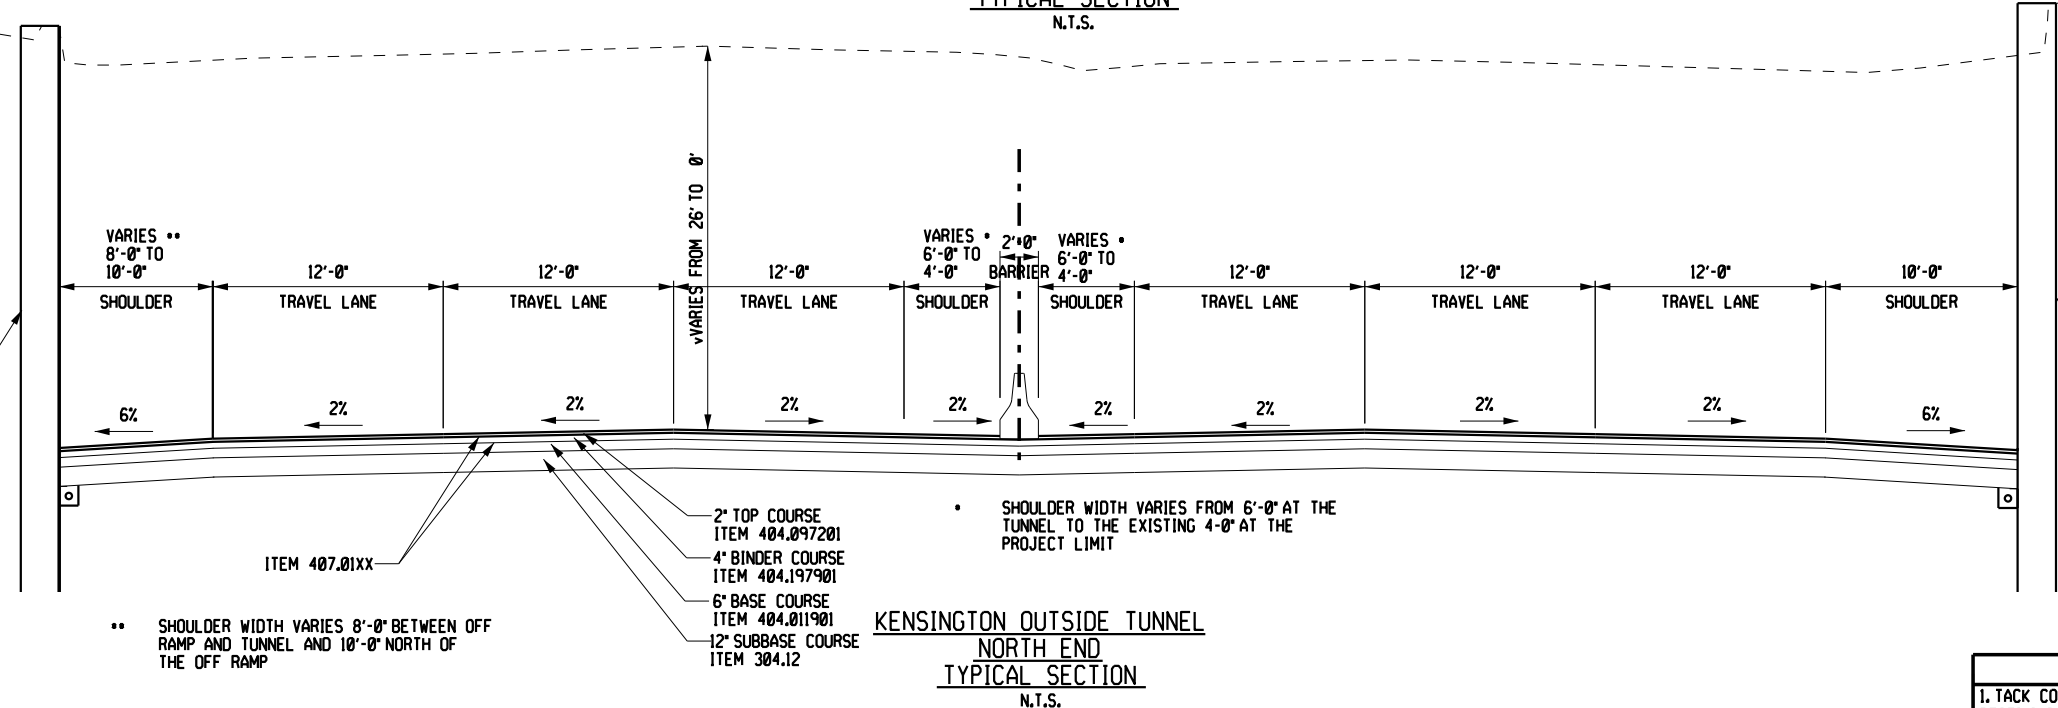 TYPICAL SECTION
N.T.S.
vVARIES FROM 26' TO 0'
VARIES **
8'-0" TO
10'-0"
SHOULDER
12'-0"
TRAVEL LANE
12'-0"
TRAVEL LANE
12'-0"
TRAVEL LANE
VARIES *
6'-0" TO
4'-0"
SHOULDER
2'-0"
BARRIER
VARIES *
6'-0" TO
4'-0"
SHOULDER
12'-0"
TRAVEL LANE
12'-0"
TRAVEL LANE
12'-0"
TRAVEL LANE
10'-0"
SHOULDER
6%
2%
2%
2%
2%
2%
2%
2%
2%
6%
ITEM 407.01XX
2" TOP COURSE
ITEM 404.097201
4" BINDER COURSE
ITEM 404.197901
6" BASE COURSE
ITEM 404.011901
12" SUBBASE COURSE
ITEM 304.12
* SHOULDER WIDTH VARIES FROM 6'-0" AT THE
TUNNEL TO THE EXISTING 4-0" AT THE
PROJECT LIMIT
** SHOULDER WIDTH VARIES 8'-0" BETWEEN OFF
RAMP AND TUNNEL AND 10'-0" NORTH OF
THE OFF RAMP
KENSINGTON OUTSIDE TUNNEL
NORTH END
TYPICAL SECTION
N.T.S.
1. TACK CO